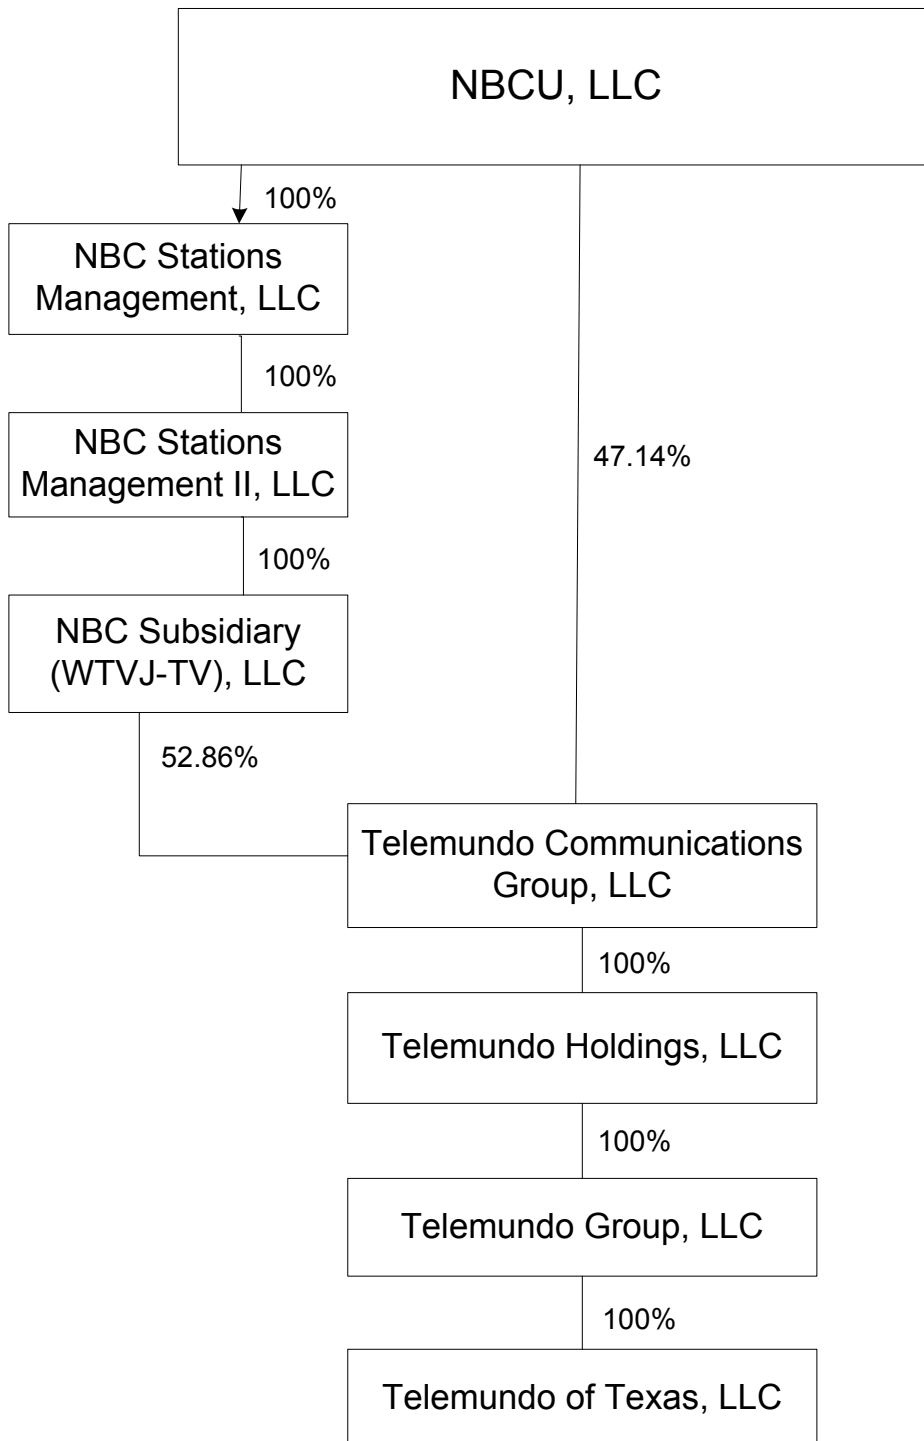 NBCU, LLC
100%
NBC Stations
Management, LLC
100%
NBC Stations
Management II, LLC
47.14%
100%
NBC Subsidiary
(WTVJ-TV), LLC
52.86%
Telemundo Communications
Group, LLC
100%
Telemundo Holdings, LLC
100%
Telemundo Group, LLC
100%
Telemundo of Texas, LLC